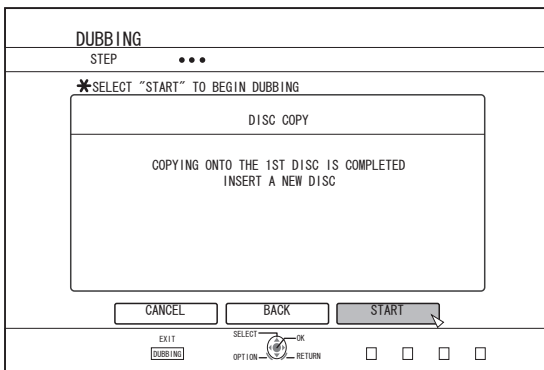 DUBBING
STEP
*SELECT "START" TO BEGIN DUBBING
DISC COPY
COPYING ONTO THE 1ST DISC IS COMPLETED
INSERT A NEW DISC
CANCEL BACK START
EXIT SELECT OK
DUBBING OPTION RETURN